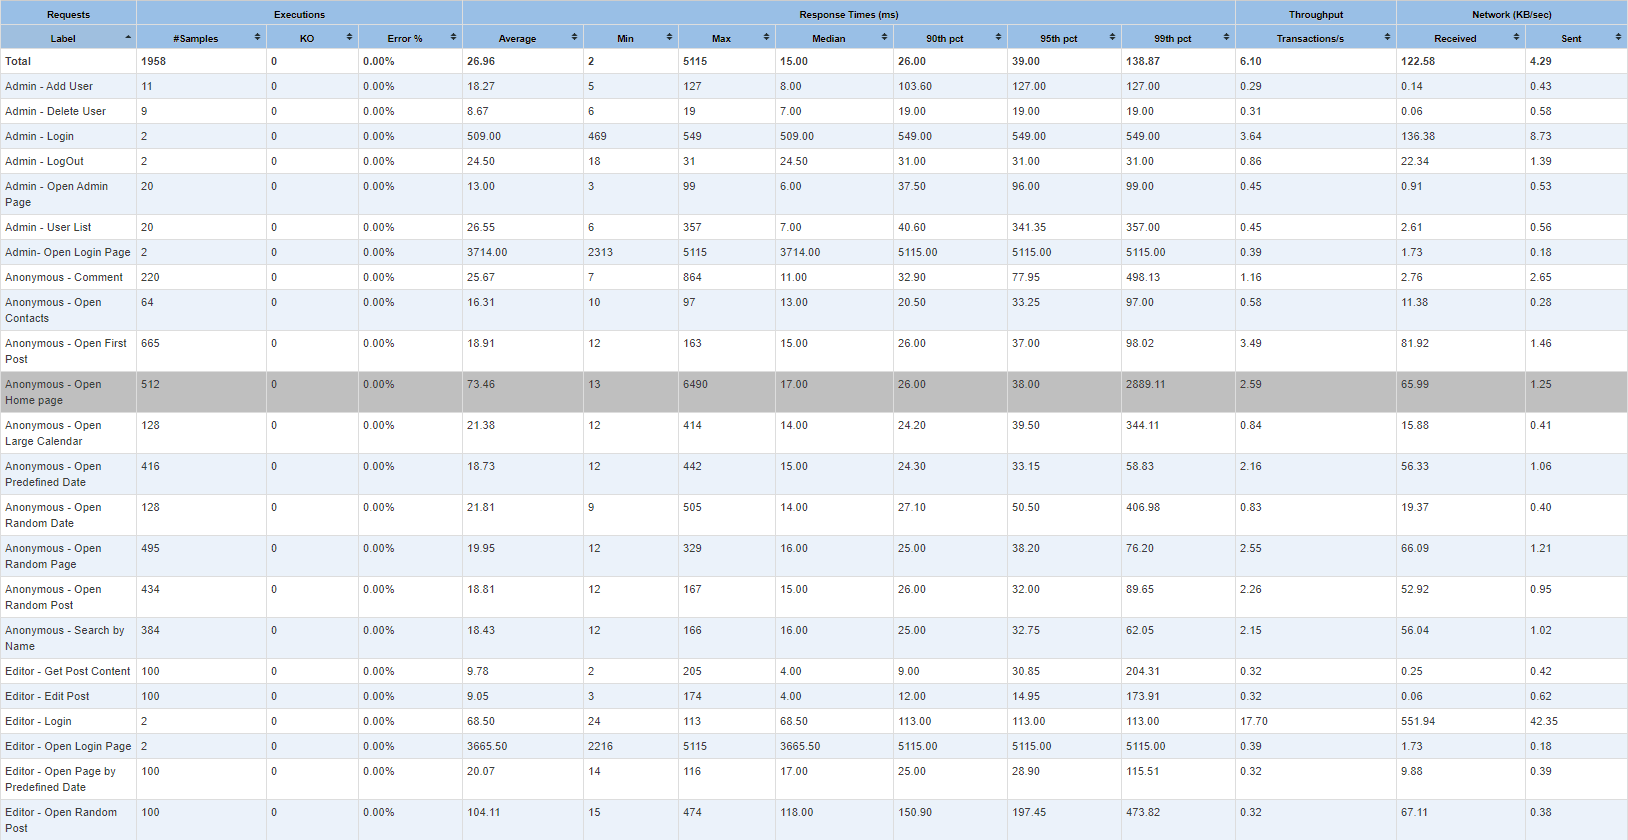 Requests Executions Response Times (ms) Throughput Network (KB/sec)
Label #Samples KO Error % Average Min Max Median 90th pct 95th pct 99th pct Transactions/s Received Sent
Total 1958 0 0.00% 26.96 2 5115 15.00 26.00 39.00 138.87 6.10 122.58 4.29
Admin - Add User 11 0 0.00% 18.27 5 127 8.00 103.60 127.00 127.00 0.29 0.14 0.43
Admin - Delete User 9 0 0.00% 8.67 6 19 7.00 19.00 19.00 19.00 0.31 0.06 0.58
Admin - Login 2 0 0.00% 509.00 469 549 509.00 549.00 549.00 549.00 3.64 136.38 8.73
Admin - LogOut 2 0 0.00% 24.50 18 31 24.50 31.00 31.00 31.00 0.86 22.34 1.39
Admin - Open Admin 20 0 0.00% 13.00 3 99 6.00 37.50 96.00 99.00 0.45 0.91 0.53
Page
Admin - User List 20 0 0.00% 26.55 6 357 7.00 40.60 341.35 357.00 0.45 2.61 0.56
Admin- Open Login Page 2 0 0.00% 3714.00 2313 5115 3714.00 5115.00 5115.00 5115.00 0.39 1.73 0.18
Anonymous - Comment 220 0 0.00% 25.67 7 864 11.00 32.90 77.95 498.13 1.16 2.76 2.65
Anonymous - Open 64 0 0.00% 16.31 10 97 13.00 20.50 33.25 97.00 0.58 11.38 0.28
Contacts
Anonymous - Open First 665 0 0.00% 18.91 12 163 15.00 26.00 37.00 98.02 3.49 81.92 1.46
Post
Anonymous - Open 512 0 0.00% 73.46 13 6490 17.00 26.00 38.00 2889.11 2.59 65.99 1.25
Home page
Anonymous - Open 128 0 0.00% 21.38 12 414 14.00 24.20 39.50 344.11 0.84 15.88 0.41
Large Calendar
Anonymous - Open 416 0 0.00% 18.73 12 442 15.00 24.30 33.15 58.83 2.16 56.33 1.06
Predefined Date
Anonymous - Open 128 0 0.00% 21.81 9 505 14.00 27.10 50.50 406.98 0.83 19.37 0.40
Random Date
Anonymous - Open 495 0 0.00% 19.95 12 329 16.00 25.00 38.20 76.20 2.55 66.09 1.21
Random Page
Anonymous - Open 434 0 0.00% 18.81 12 167 15.00 26.00 32.00 89.65 2.26 52.92 0.95
Random Post
Anonymous - Search by 384 0 0.00% 18.43 12 166 16.00 25.00 32.75 62.05 2.15 56.04 1.02
Name
Editor - Get Post Content 100 0 0.00% 9.78 2 205 4.00 9.00 30.85 204.31 0.32 0.25 0.42
Editor - Edit Post 100 0 0.00% 9.05 3 174 4.00 12.00 14.95 173.91 0.32 0.06 0.62
Editor - Login 2 0 0.00% 68.50 24 113 68.50 113.00 113.00 113.00 17.70 551.94 42.35
Editor - Open Login Page 2 0 0.00% 3665.50 2216 5115 3665.50 5115.00 5115.00 5115.00 0.39 1.73 0.18
Editor - Open Page by 100 0 0.00% 20.07 14 116 17.00 25.00 28.90 115.51 0.32 9.88 0.39
Predefined Date
Editor - Open Random 100 0 0.00% 104.11 15 474 118.00 150.90 197.45 473.82 0.32 67.11 0.38
Post